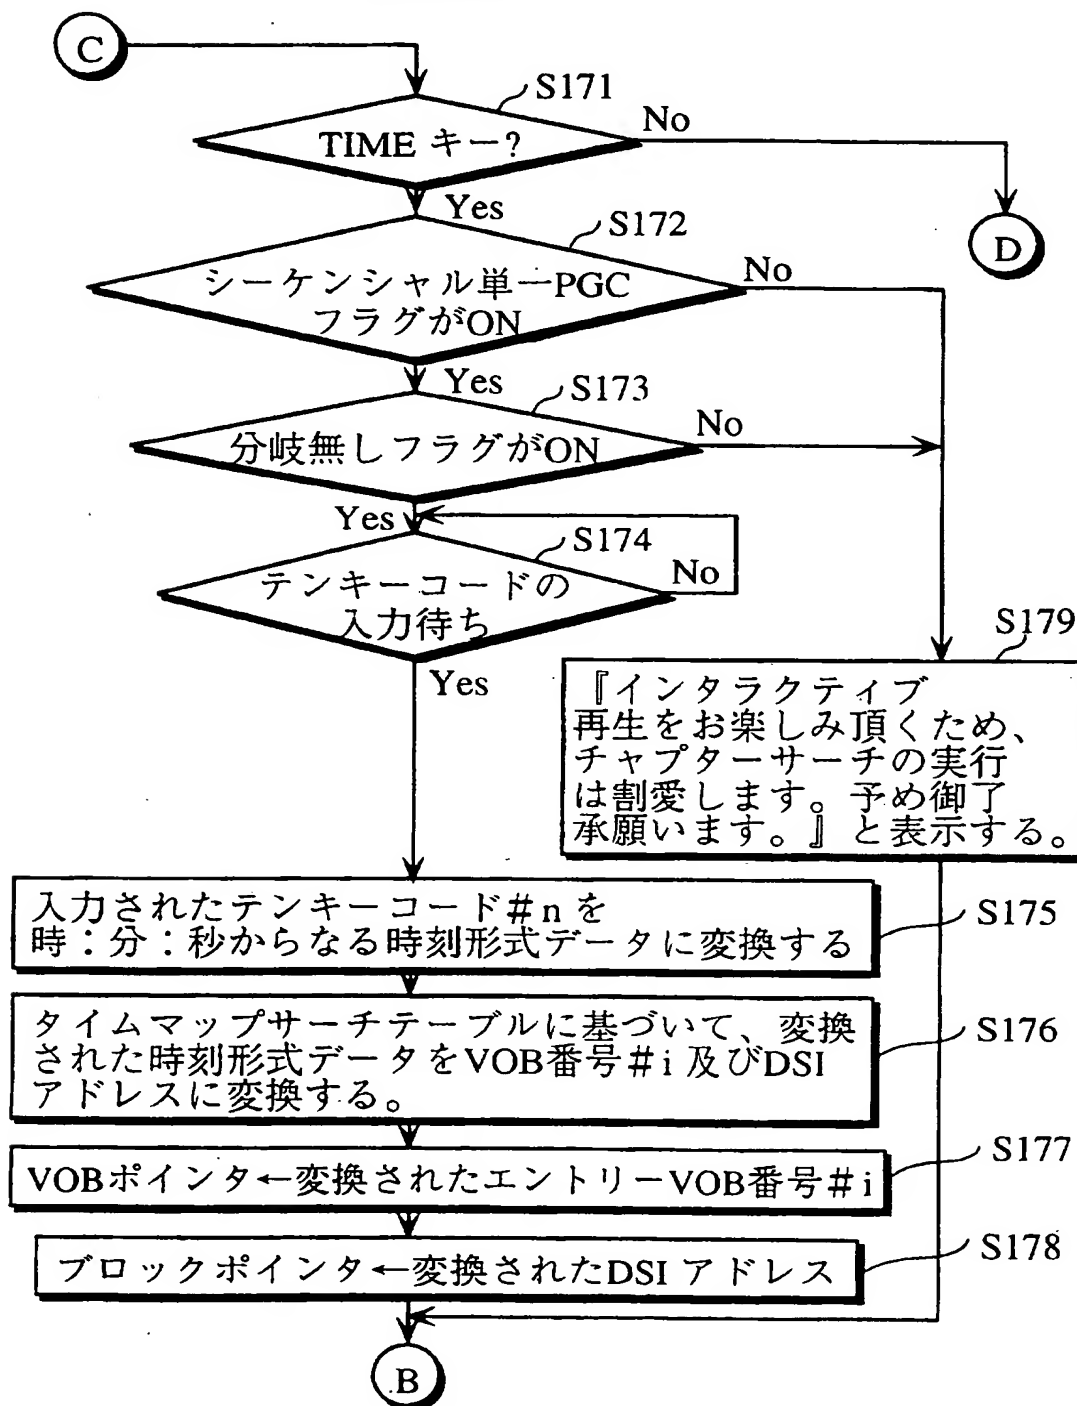 C
S171
TIME キー?
No
Yes
D
S172
シーケンシャル単一PGC
フラグがON
No
Yes
S173
分岐無しフラグがON
No
Yes
S174
テンキーコードの
入力待ち
No
Yes
S179
『インタラクティブ
再生をお楽しみ頂くため、
チャプターサーチの実行
は割愛します。予め御了
承願います。』と表示する。
入力されたテンキーコード#nを
時：分：秒からなる時刻形式データに変換する
S175
タイムマップサーチテーブルに基づいて、変換
された時刻形式データをVOB番号#i 及びDSI
アドレスに変換する。
S176
VOBポインタ←変換されたエントリーVOB番号#i
S177
ブロックポインタ←変換されたDSI アドレス
S178
B